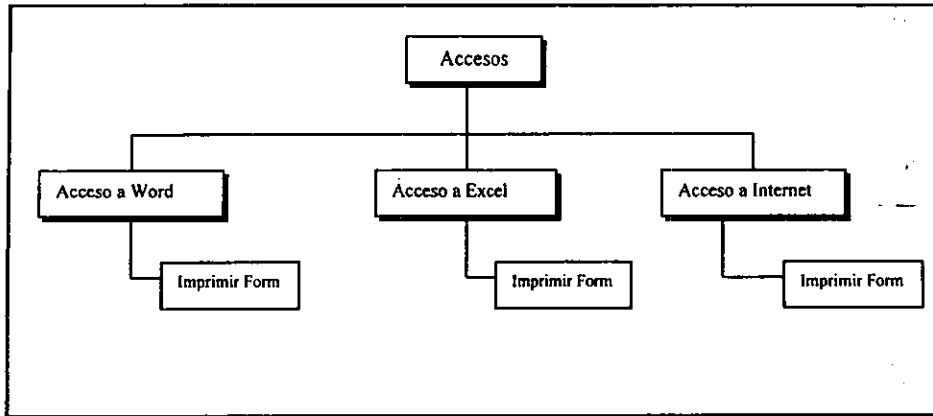 Accesos
Acceso a Word
Acceso a Excel
Acceso a Internet
Imprimir Form
Imprimir Form
Imprimir Form